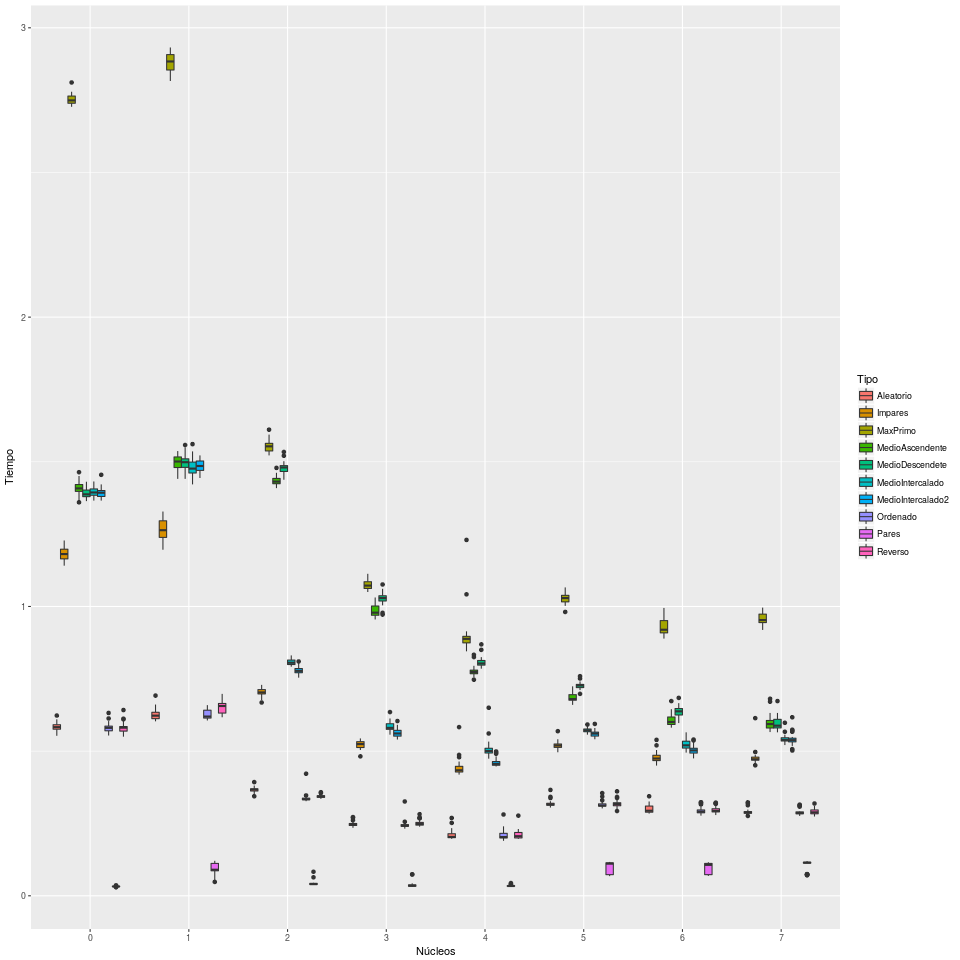 3
2
1
0
Tiempo
0 1 2 3 4 5 6 7
Núcleos
Tipo
Aleatorio
Impares
MaxPrimo
MedioAscendente
MedioDescendete
MedioIntercalado
MedioIntercalado2
Ordenado
Pares
Reverso